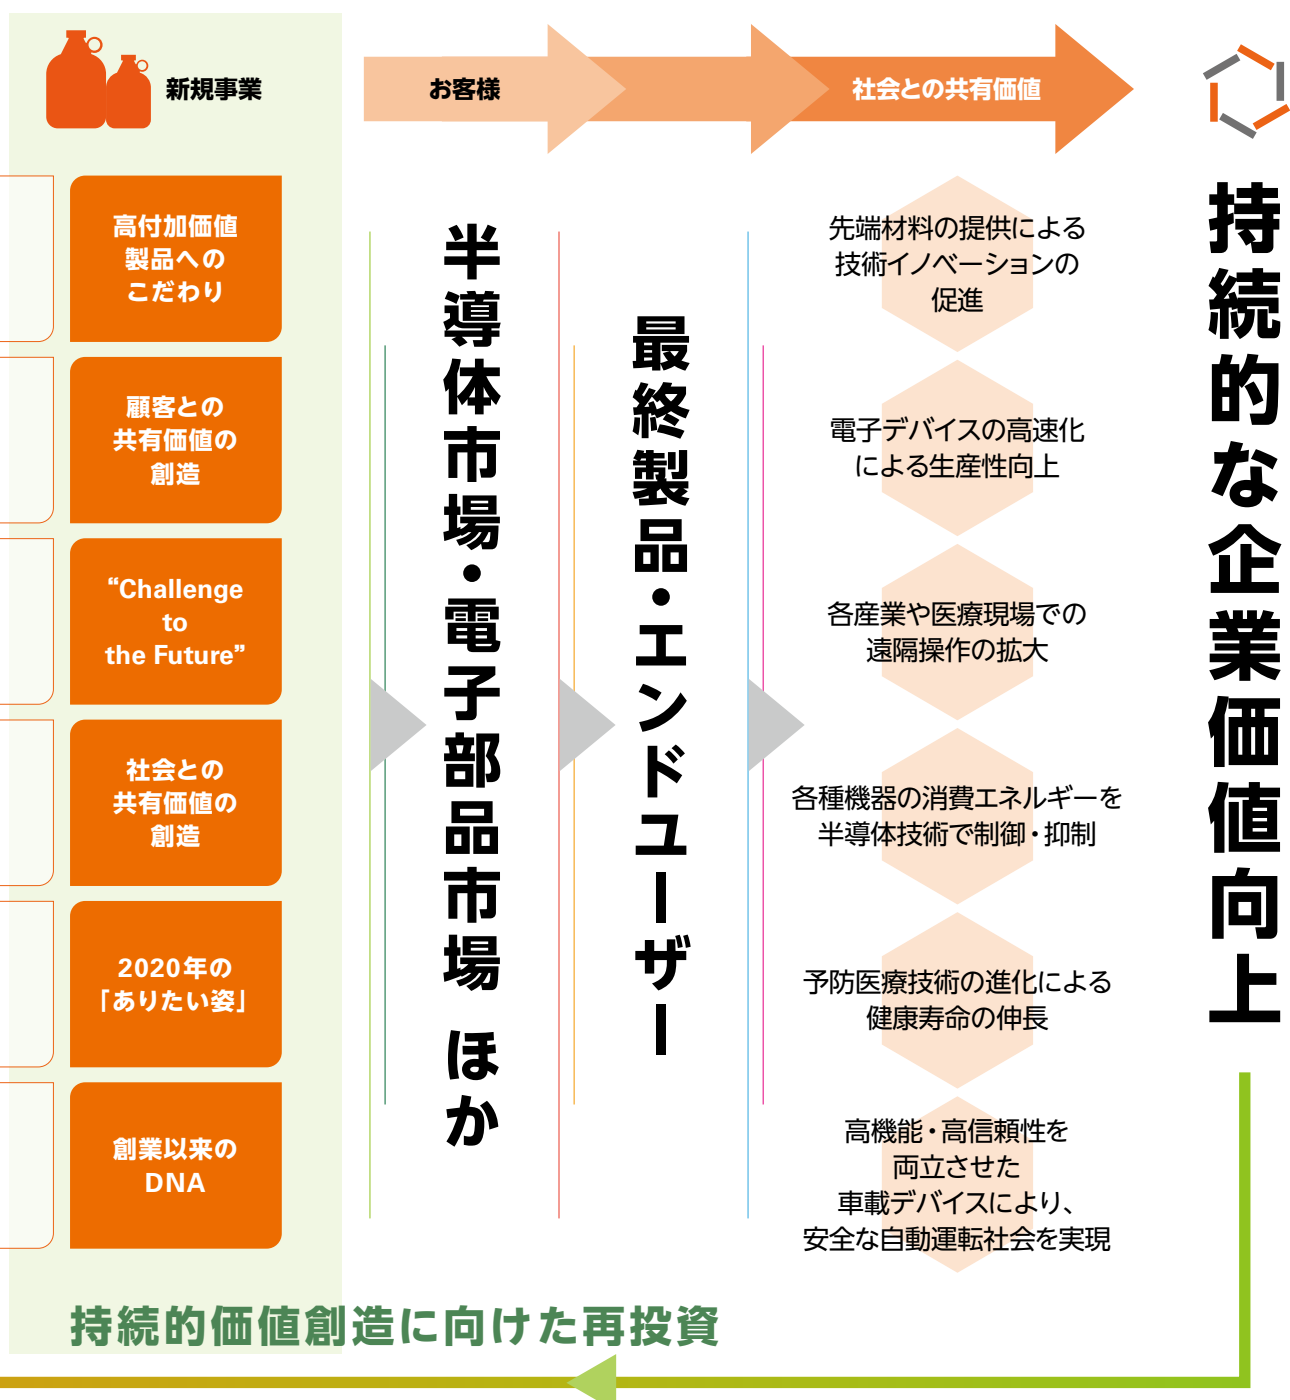 新規事業
お客様
社会との共有価値
高付加価値
製品への
こだわり
顧客との
共有価値の
創造
“Challenge
to
the Future”
社会との
共有価値の
創造
2020年の
「ありたい姿」
創業以来の
DNA
半導体市場・電子部品市場 ほか
最終製品・エンドユーザー
先端材料の提供による
技術イノベーションの
促進
電子デバイスの高速化
による生産性向上
各産業や医療現場での
遠隔操作の拡大
各種機器の消費エネルギーを
半導体技術で制御・抑制
予防医療技術の進化による
健康寿命の伸長
高機能・高信頼性を
両立させた
車載デバイスにより、
安全な自動運転社会を実現
持続的な企業価値向上
持続的価値創造に向けた再投資